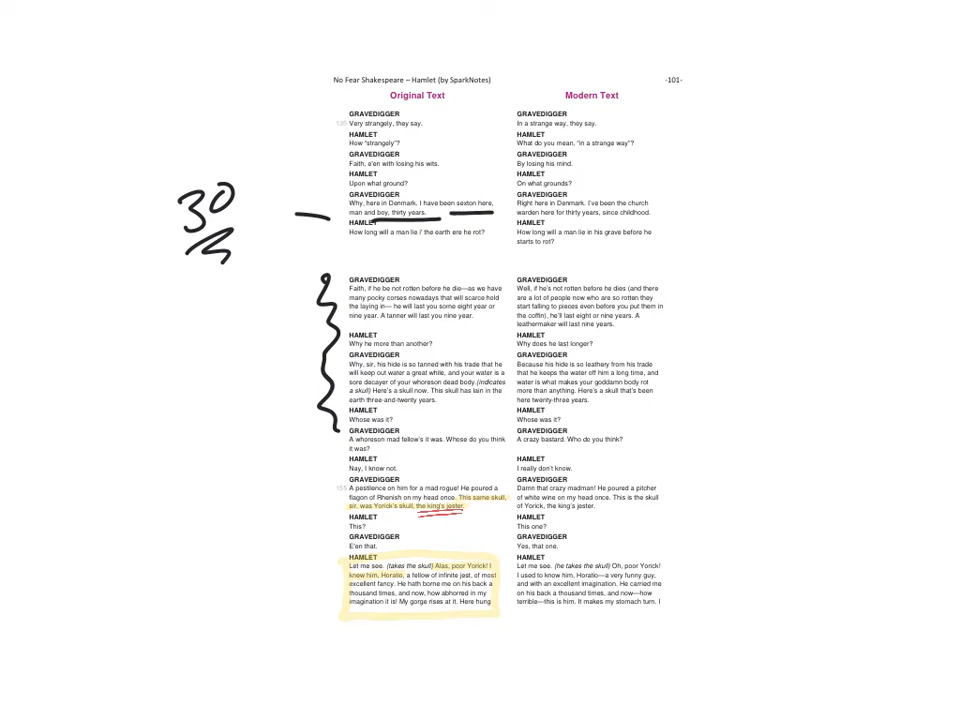 No Fear Shakespeare – Hamlet (by SparkNotes) -101-
Original Text
GRAVEDIGGER
135 Very strangely, they say.
HAMLET
How “strangely”?
GRAVEDIGGER
Faith, e'en with losing his wits.
HAMLET
Upon what ground?
GRAVEDIGGER
Why, here in Denmark. I have been sexton here,
man and boy, thirty years.
HAMLET
How long will a man lie i' the earth ere he rot?
GRAVEDIGGER
Faith, if he be not rotten before he die—as we have
many pocky corses nowadays that will scarce hold
the laying in— he will last you some eight year or
nine year. A tanner will last you nine year.
HAMLET
Why he more than another?
GRAVEDIGGER
Why, sir, his hide is so tanned with his trade that he
will keep out water a great while, and your water is a
sore decayer of your whoreson dead body. (indicates
a skull) Here's a skull now. This skull has lain in the
earth three-and-twenty years.
HAMLET
Whose was it?
GRAVEDIGGER
A whoreson mad fellow's it was. Whose do you think
it was?
HAMLET
Nay, I know not.
GRAVEDIGGER
155 A pestilence on him for a mad rogue! He poured a
flagon of Rhenish on my head once. This same skull,
sir, was Yorick's skull, the king's jester.
HAMLET
This?
GRAVEDIGGER
E'en that.
HAMLET
Let me see. (takes the skull) Alas, poor Yorick! I
knew him, Horatio, a fellow of infinite jest, of most
excellent fancy. He hath borne me on his back a
thousand times, and now, how abhorred in my
imagination it is! My gorge rises at it. Here hung
Modern Text
GRAVEDIGGER
In a strange way, they say.
HAMLET
What do you mean, “in a strange way”?
GRAVEDIGGER
By losing his mind.
HAMLET
On what grounds?
GRAVEDIGGER
Right here in Denmark. I've been the church
warden here for thirty years, since childhood.
HAMLET
How long will a man lie in his grave before he
starts to rot?
GRAVEDIGGER
Well, if he's not rotten before he dies (and there
are a lot of people now who are so rotten they
start falling to pieces even before you put them in
the coffin), he'll last eight or nine years. A
leathermaker will last nine years.
HAMLET
Why does he last longer?
GRAVEDIGGER
Because his hide is so leathery from his trade
that he keeps the water off him a long time, and
water is what makes your goddamn body rot
more than anything. Here's a skull that's been
here twenty-three years.
HAMLET
Whose was it?
GRAVEDIGGER
A crazy bastard. Who do you think?
HAMLET
I really don't know.
GRAVEDIGGER
Damn that crazy madman! He poured a pitcher
of white wine on my head once. This is the skull
of Yorick, the king's jester.
HAMLET
This one?
GRAVEDIGGER
Yes, that one.
HAMLET
Let me see. (he takes the skull) Oh, poor Yorick!
I used to know him, Horatio—a very funny guy,
and with an excellent imagination. He carried me
on his back a thousand times, and now—how
terrible—this is him. It makes my stomach turn. I
30